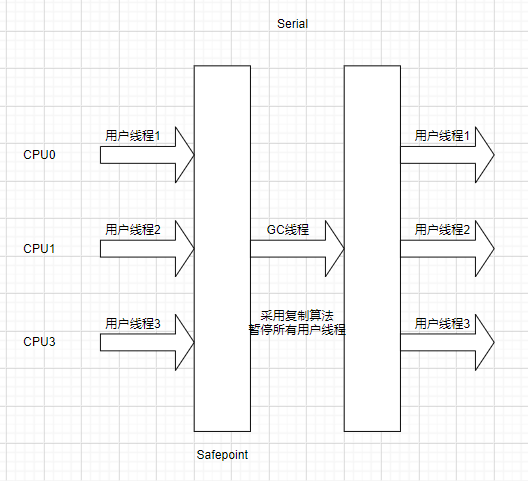 Serial
用户线程1
用户线程1
CPU0
用户线程2
GC线程
用户线程2
CPU1
采用复制算法
暂停所有用户线程
用户线程3
用户线程3
CPU3
Safepoint